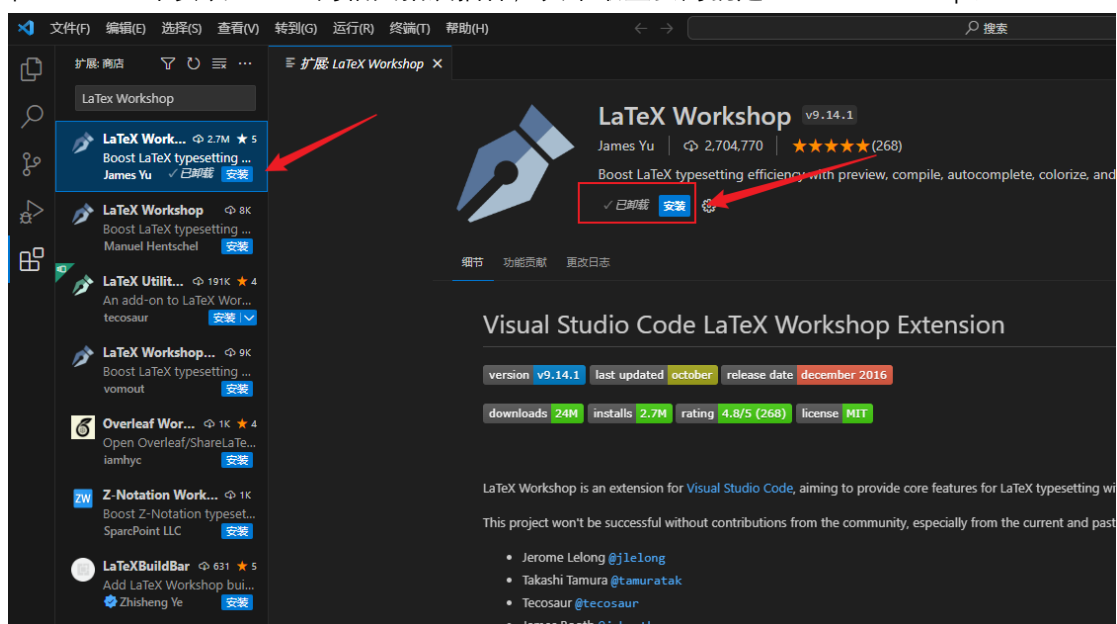 文件(F) 编辑(E) 选择(S) 查看(V) 转到(G) 运行(R) 终端(T) 帮助(H)
搜索
扩展: 商店
LaTex Workshop
LaTeX Work... 2.7M ★ 5
Boost LaTeX typesetting ...
James Yu ✓已卸载 安装
LaTeX Workshop 8K
Boost LaTeX typesetting ...
Manuel Hentschel 安装
LaTeX Utilit... 191K ★ 4
An add-on to LaTeX Wor...
tecosaur 安装
LaTeX Workshop... 9K
Boost LaTeX typesetting ...
vomout 安装
Overleaf Wor... 1K ★ 4
Open Overleaf/ShareLaTe...
iamhyc 安装
ZW
Z-Notation Work... 1K
Boost Z-Notation typeset...
SparcPoint LLC 安装
LaTeXBuildBar 631 ★ 5
Add LaTeX Workshop bui...
Zhisheng Ye 安装
扩展: LaTeX Workshop
LaTeX Workshop v9.14.1
James Yu 2,704,770 ★★★★★(268)
Boost LaTeX typesetting efficiency with preview, compile, autocomplete, colorize, and
✓已卸载 安装
细节 功能贡献 更改日志
Visual Studio Code LaTeX Workshop Extension
version v9.14.1 last updated october release date december 2016
downloads 24M installs 2.7M rating 4.8/5 (268) license MIT
LaTeX Workshop is an extension for Visual Studio Code, aiming to provide core features for LaTeX typesetting wi
This project won't be successful without contributions from the community, especially from the current and past
• Jerome Lelong @jlelong
• Takashi Tamura @tamuratak
• Tecosaur @tecosaur